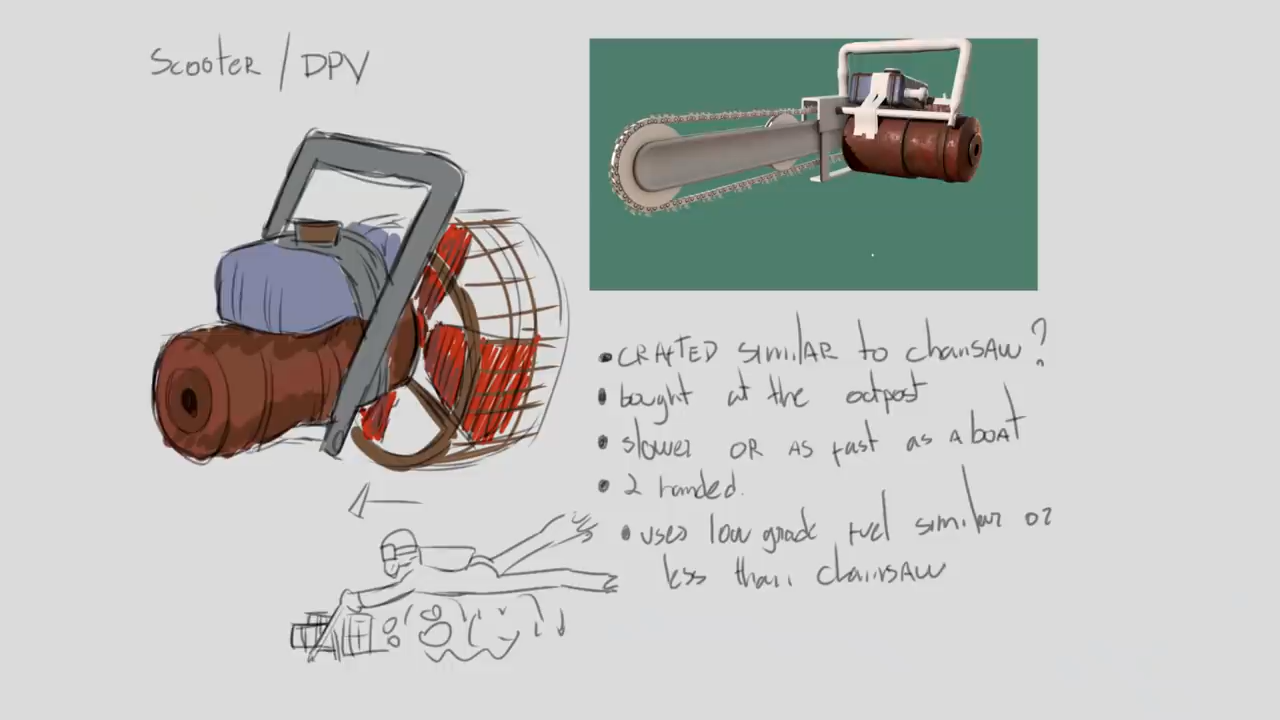 Scooter / DPV
• CRAFTED similar to chainsaw ?
• bought at the outpost
• slower OR as fast as a boat
• 2 handed.
• uses low grade fuel similar or
less than chainsaw